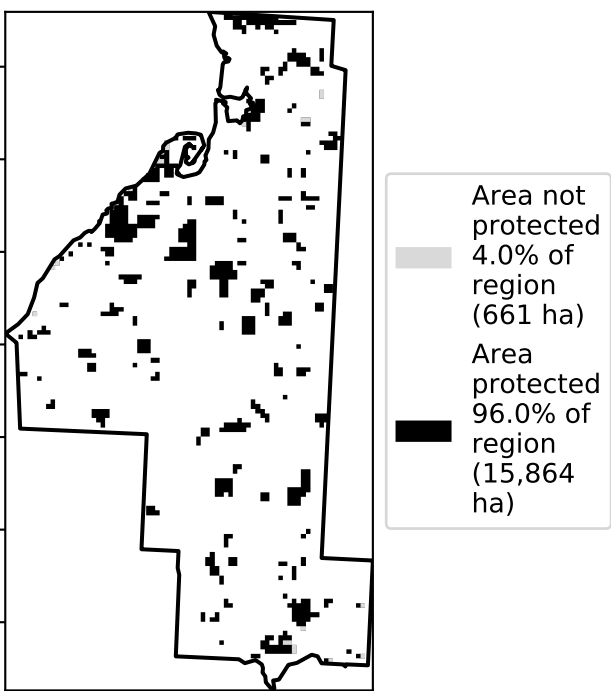 Area not
protected
4.0% of
region
(661 ha)
Area
protected
96.0% of
region
(15,864
ha)